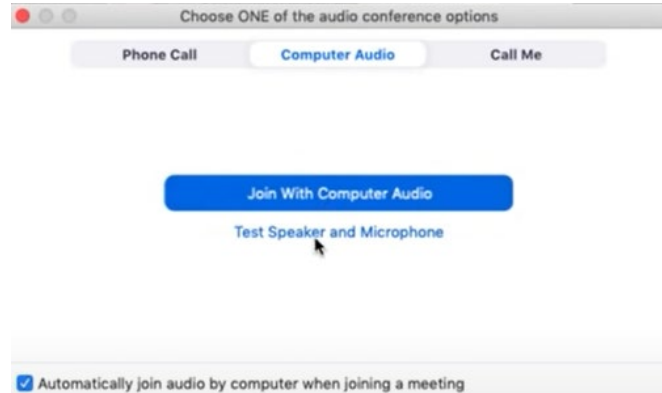 Choose ONE of the audio conference options
Phone Call Computer Audio Call Me
Join With Computer Audio
Test Speaker and Microphone
Automatically join audio by computer when joining a meeting